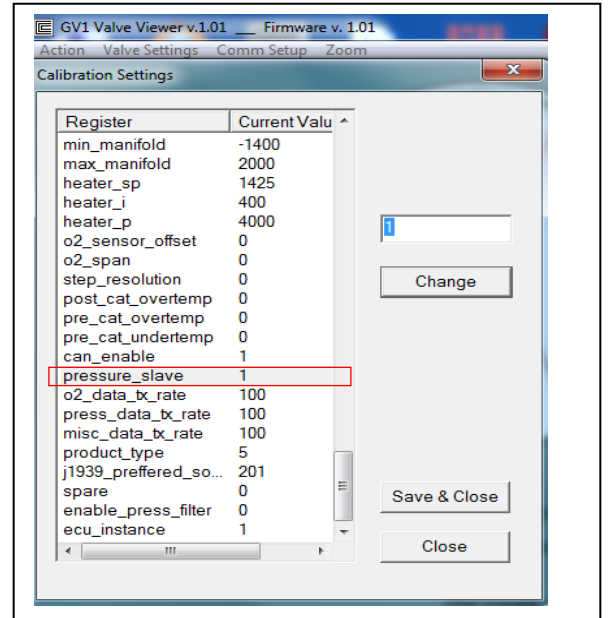 GV1 Valve Viewer v.1.01 __ Firmware v. 1.01
Action Valve Settings Comm Setup Zoom
Calibration Settings
Register Current Valu
min_manifold -1400
max_manifold 2000
heater_sp 1425
heater_i 400
heater_p 4000
o2_sensor_offset 0
o2_span 0
step_resolution 0
post_cat_overtemp 0
pre_cat_overtemp 0
pre_cat_undertemp 0
can_enable 1
pressure_slave 1
o2_data_tx_rate 100
press_data_tx_rate 100
misc_data_tx_rate 100
product_type 5
j1939_preffered_so... 201
spare 0
enable_press_filter 0
ecu_instance 1
1
Change
Save & Close
Close